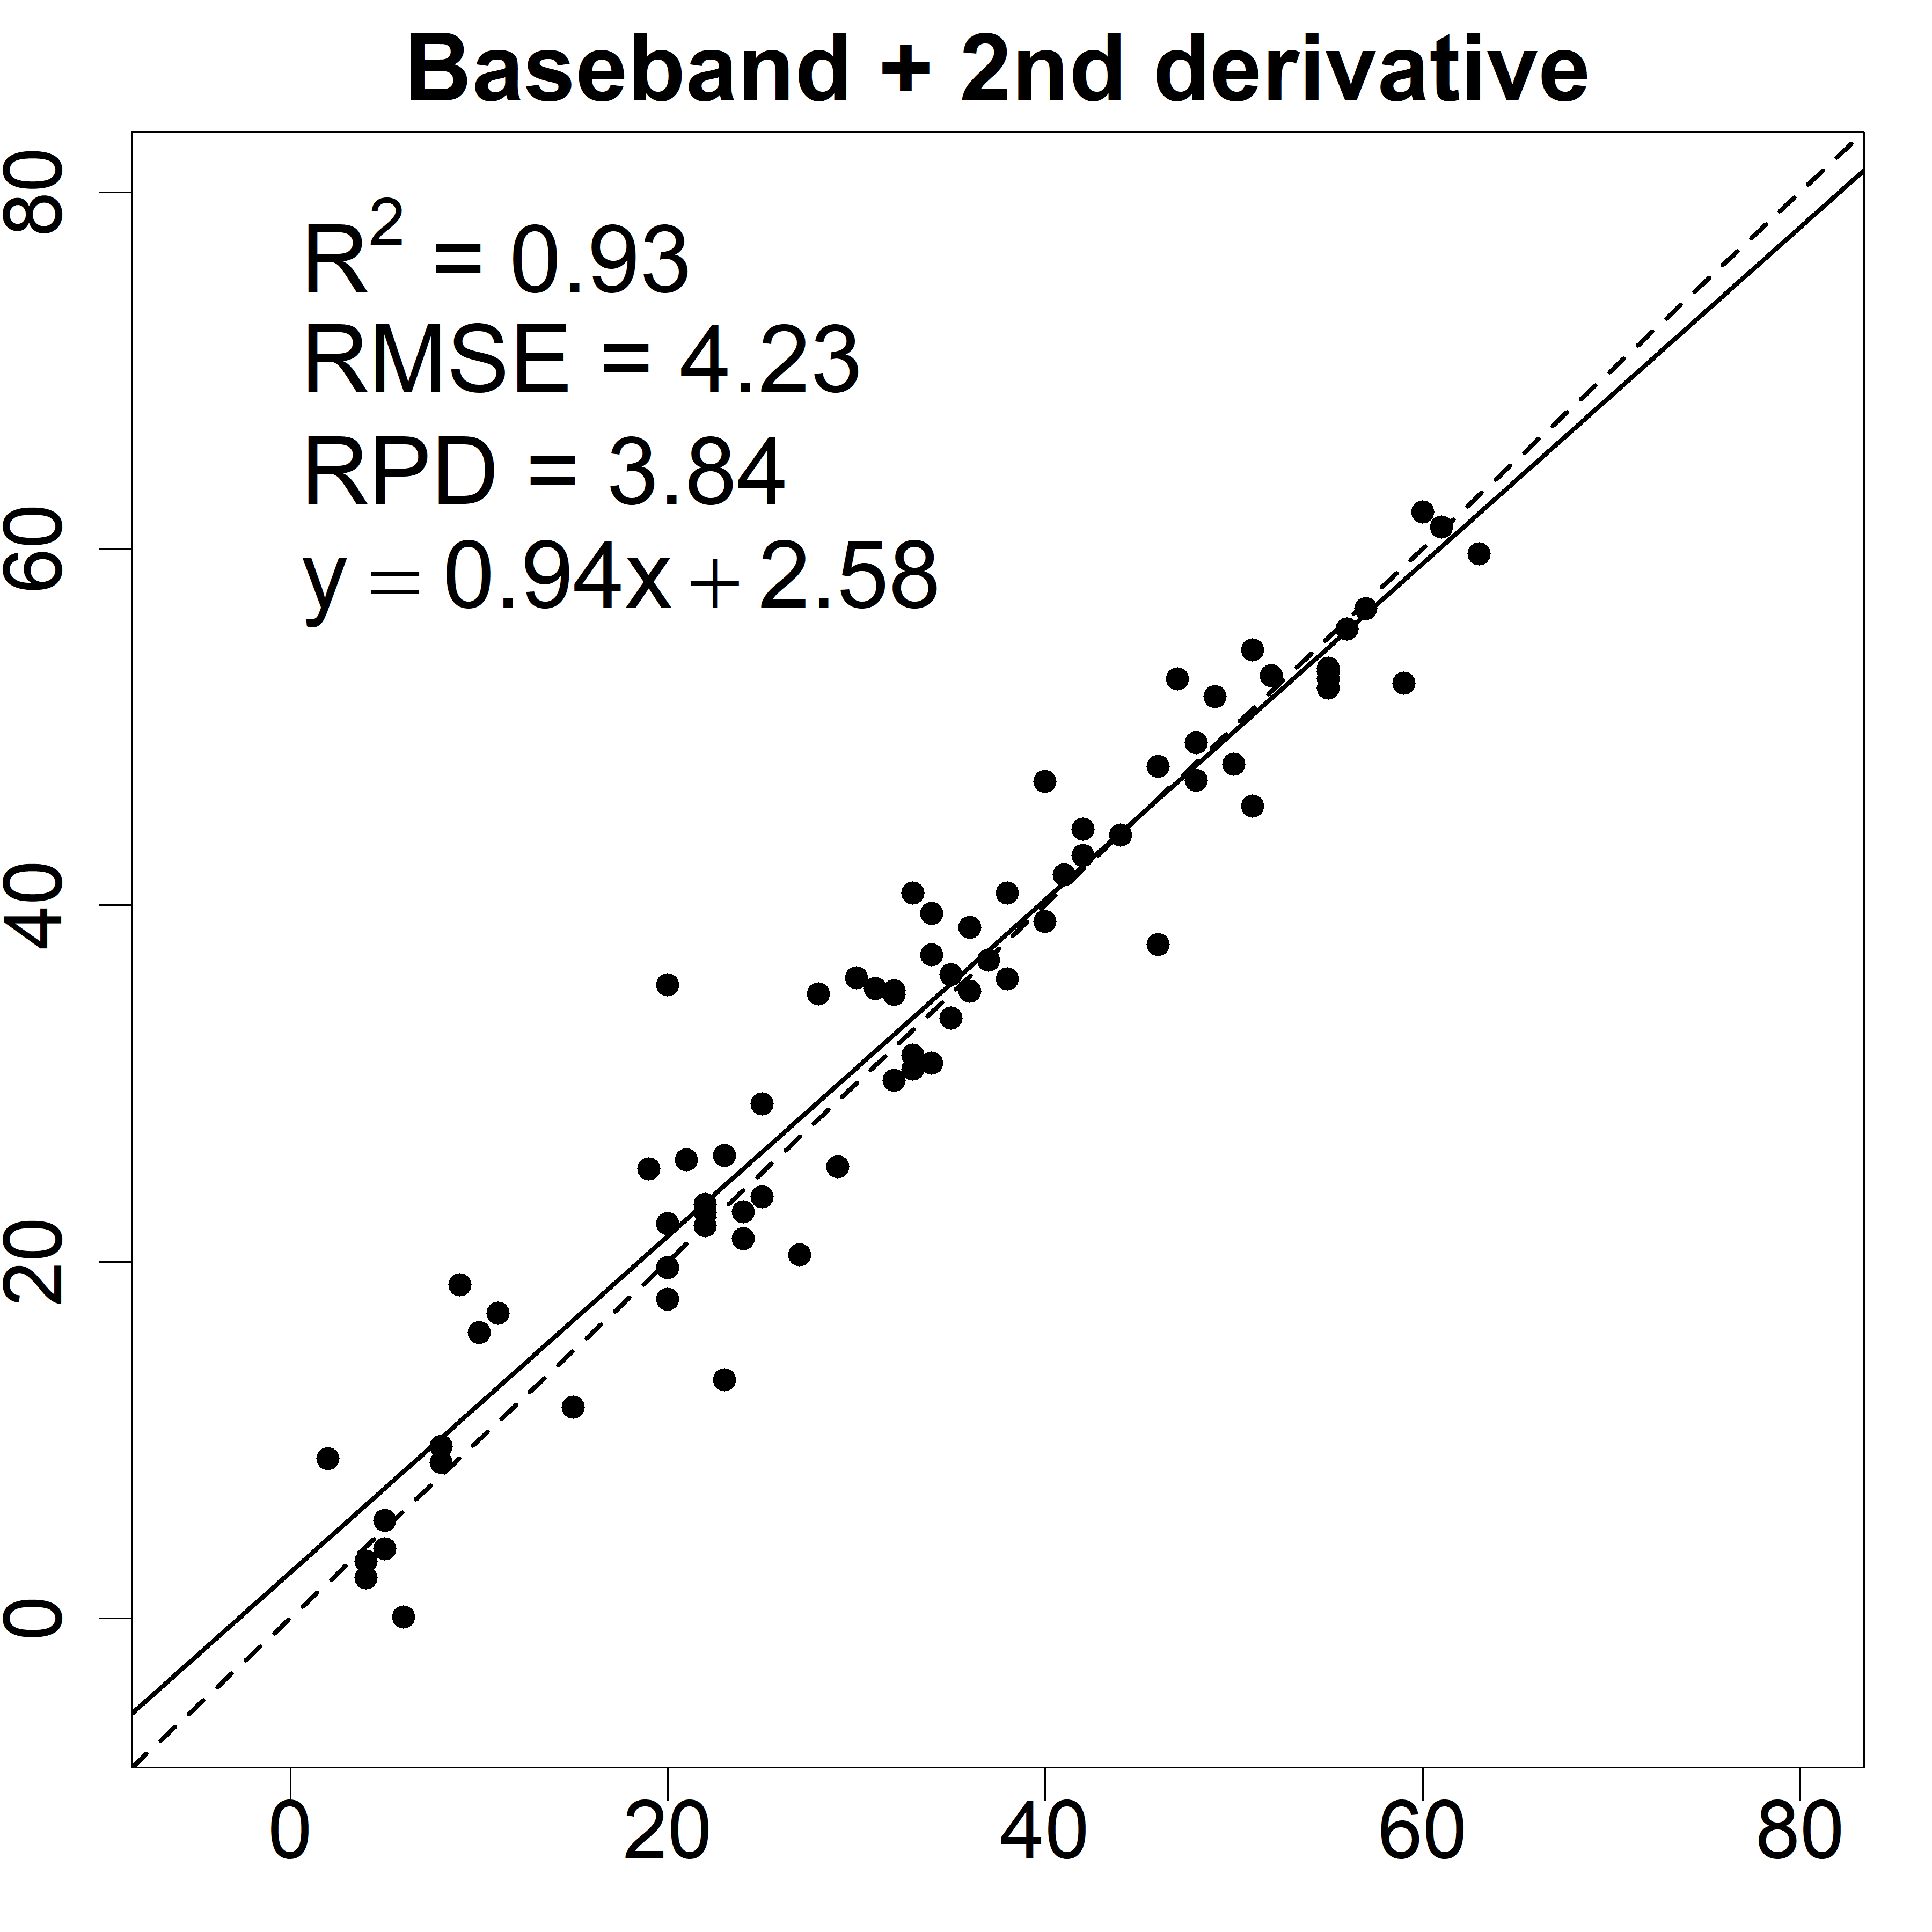 Baseband + 2nd derivative
R² = 0.93
RMSE = 4.23
RPD = 3.84
y = 0.94x + 2.58
80
60
40
20
0
0 20 40 60 80